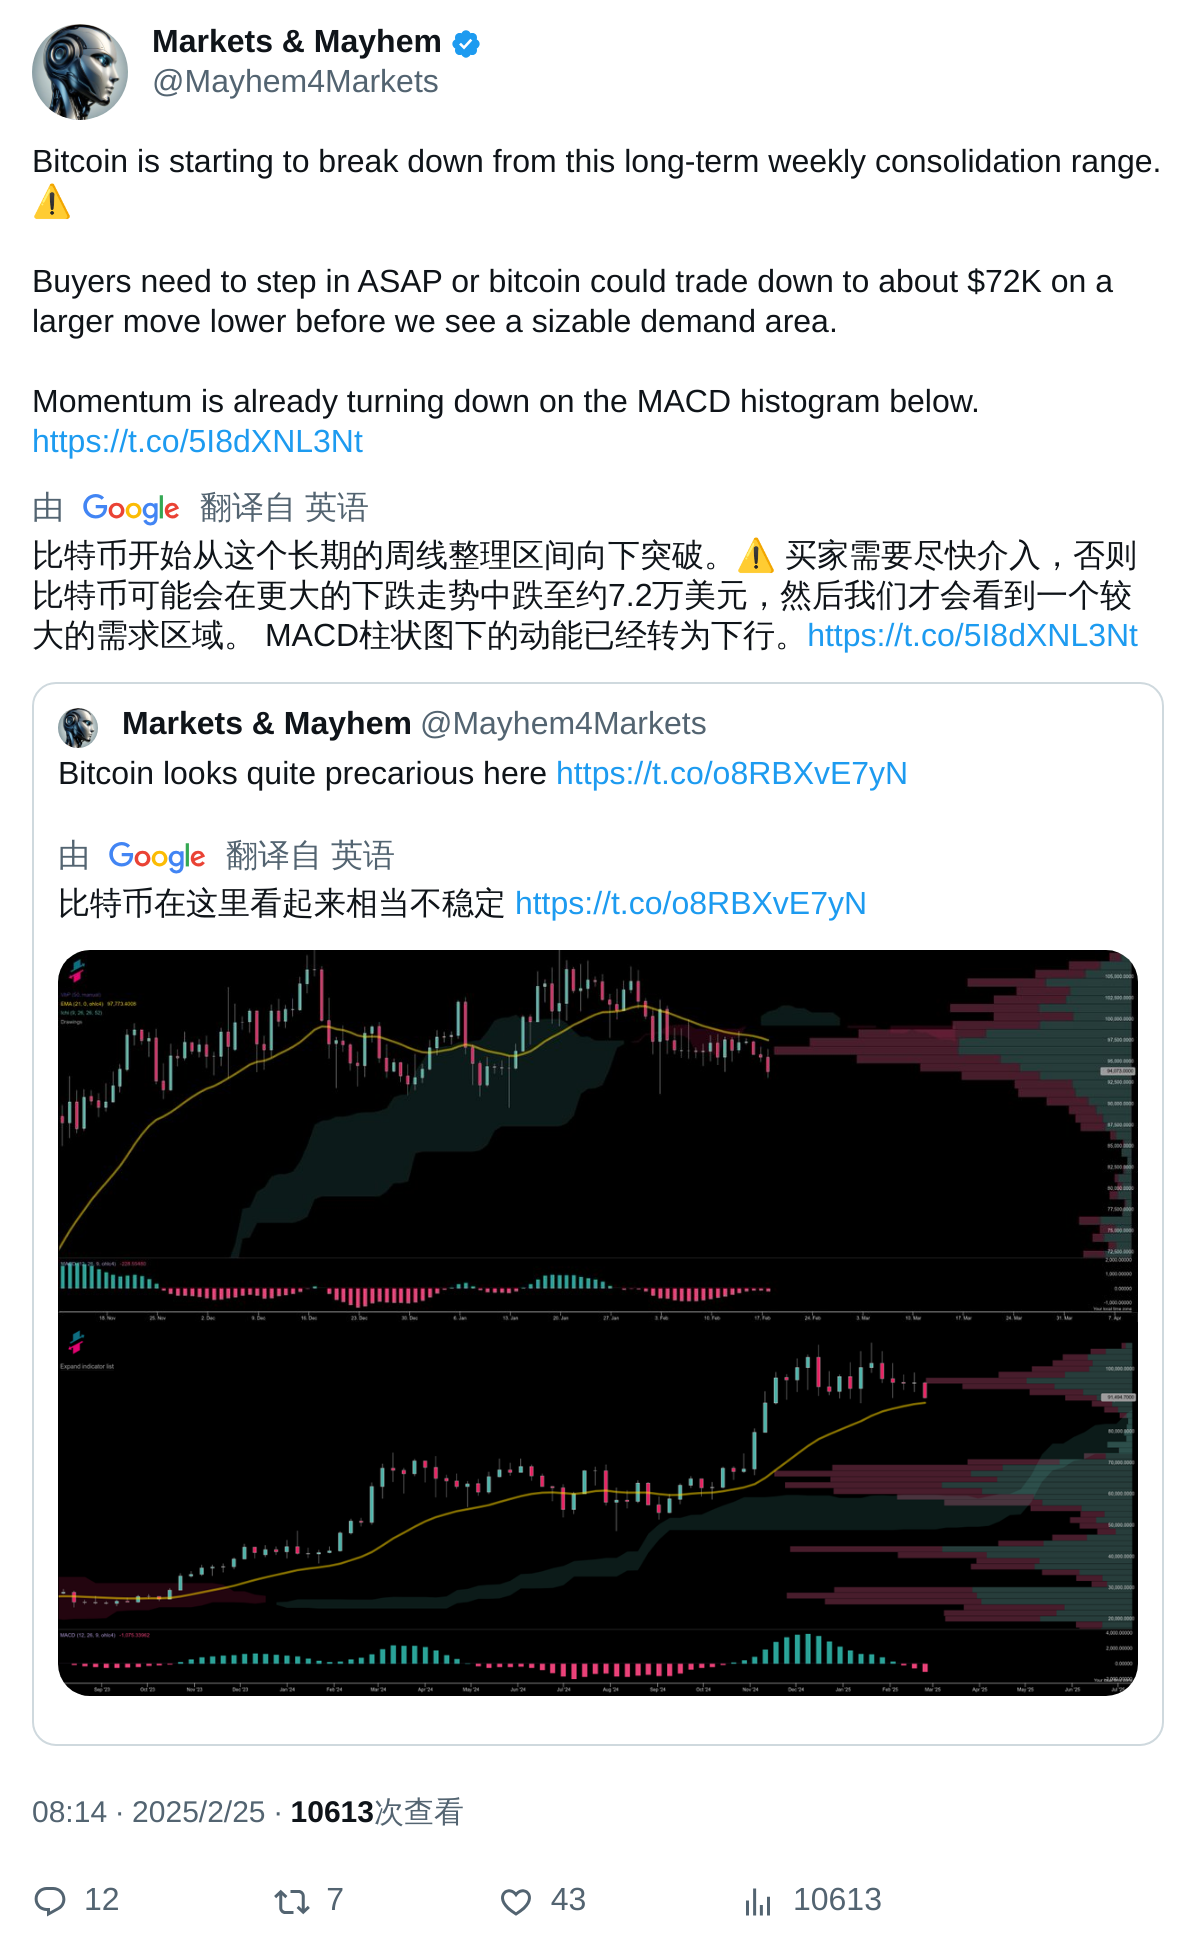 Markets & Mayhem
@Mayhem4Markets
Bitcoin is starting to break down from this long-term weekly consolidation range.
⚠️
Buyers need to step in ASAP or bitcoin could trade down to about $72K on a
larger move lower before we see a sizable demand area.
Momentum is already turning down on the MACD histogram below.
https://t.co/5I8dXNL3Nt
由 Google 翻译自 英语
比特币开始从这个长期的周线整理区间向下突破。⚠️ 买家需要尽快介入，否则
比特币可能会在更大的下跌走势中跌至约7.2万美元，然后我们才会看到一个较
大的需求区域。 MACD柱状图下的动能已经转为下行。https://t.co/5I8dXNL3Nt
Markets & Mayhem @Mayhem4Markets
Bitcoin looks quite precarious here https://t.co/o8RBXvE7yN
由 Google 翻译自 英语
比特币在这里看起来相当不稳定 https://t.co/o8RBXvE7yN
Drawings
Expand indicator list
08:14 · 2025/2/25 · 10613次查看
12 7 43 10613